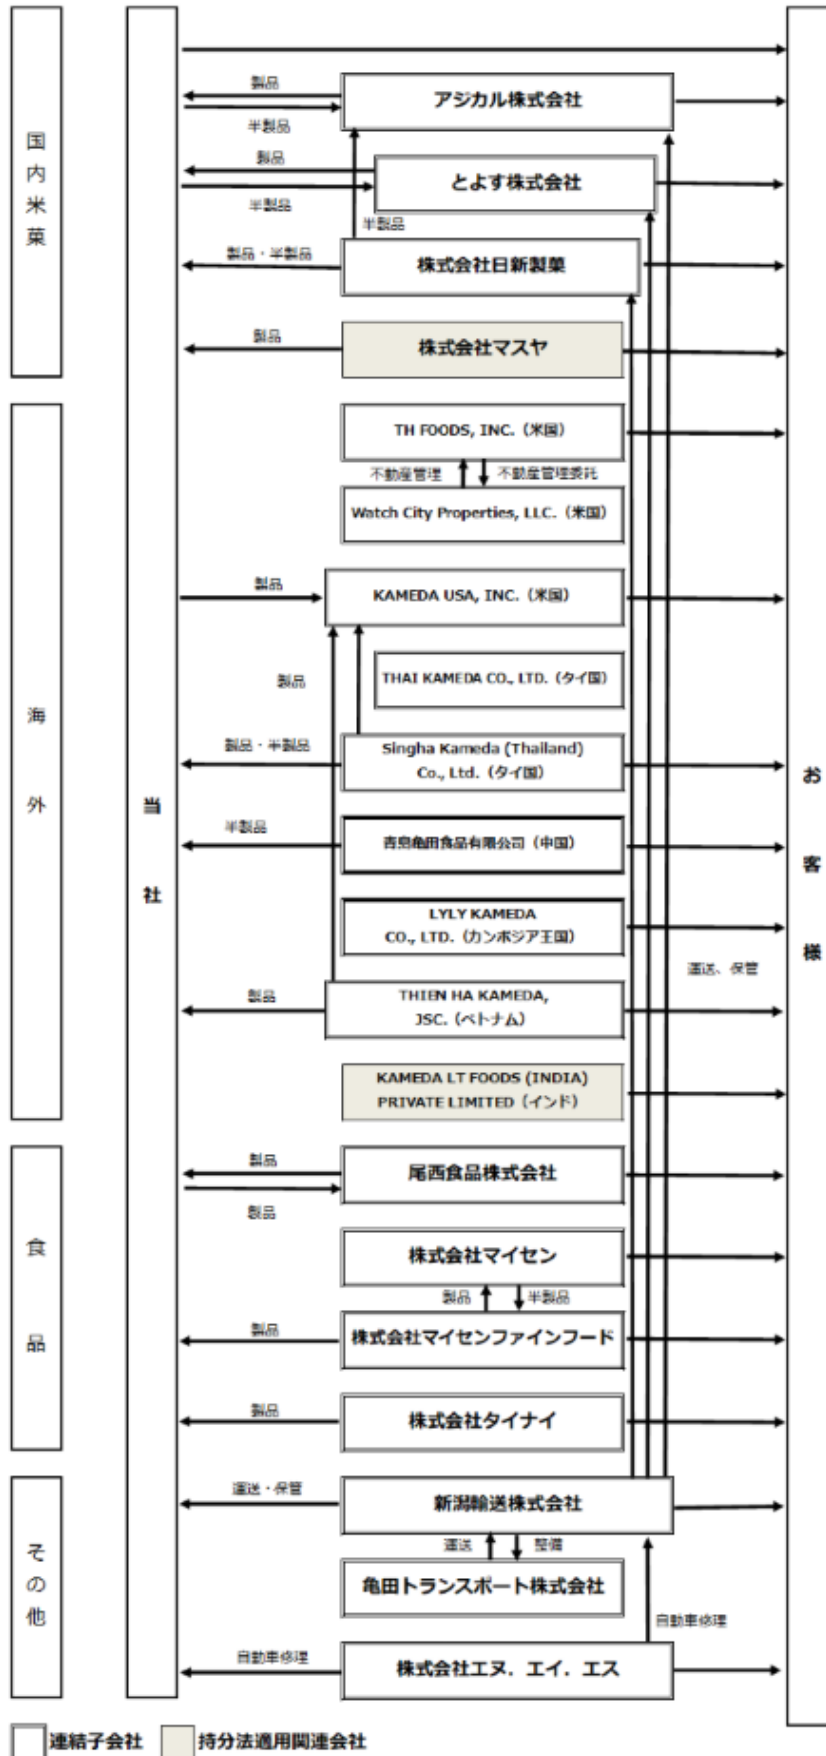 国内米菓
海外
食品
その他
当社
お客様
製品
アジカル株式会社
半製品
製品
とよす株式会社
半製品
半製品
製品・半製品
株式会社日新製菓
製品
株式会社マスヤ
TH FOODS, INC.（米国）
不動産管理
不動産管理委託
Watch City Properties, LLC.（米国）
製品
KAMEDA USA, INC.（米国）
製品
THAI KAMEDA CO., LTD.（タイ国）
製品・半製品
Singha Kameda (Thailand)
Co., Ltd.（タイ国）
半製品
青島亀田食品有限公司（中国）
LYLY KAMEDA
CO., LTD.（カンボジア王国）
運送、保管
製品
THIEN HA KAMEDA,
JSC.（ベトナム）
KAMEDA LT FOODS (INDIA)
PRIVATE LIMITED（インド）
製品
尾西食品株式会社
製品
株式会社マイセン
製品
半製品
製品
株式会社マイセンファインフード
製品
株式会社タイナイ
運送・保管
新潟輸送株式会社
運送
整備
亀田トランスポート株式会社
自動車修理
自動車修理
株式会社エヌ．エイ．エス
連結子会社
持分法適用関連会社